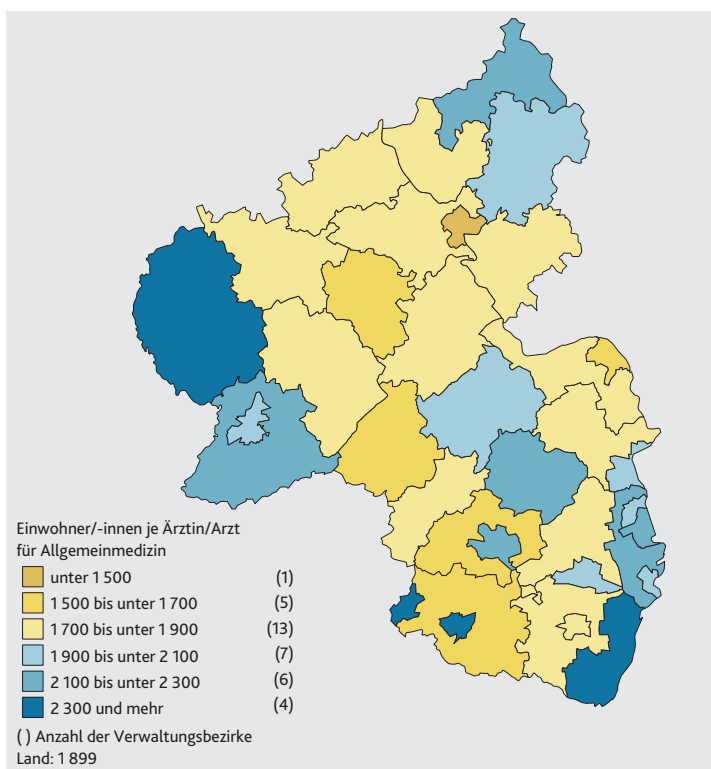 Einwohner/-innen je Ärztin/Arzt
für Allgemeinmedizin
unter 1 500 (1)
1 500 bis unter 1 700 (5)
1 700 bis unter 1 900 (13)
1 900 bis unter 2 100 (7)
2 100 bis unter 2 300 (6)
2 300 und mehr (4)
( ) Anzahl der Verwaltungsbezirke
Land: 1 899